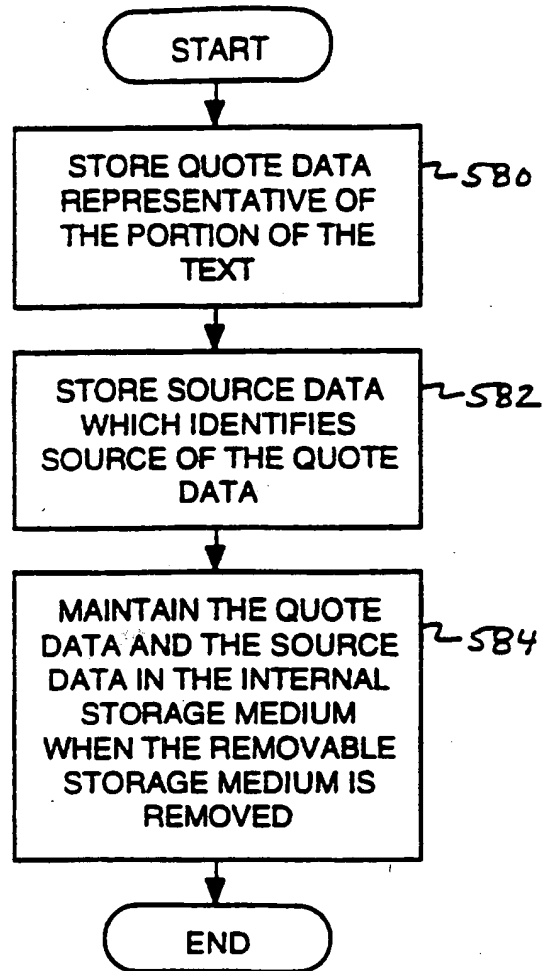 START
STORE QUOTE DATA
REPRESENTATIVE OF
THE PORTION OF THE
TEXT
580
STORE SOURCE DATA
WHICH IDENTIFIES
SOURCE OF THE QUOTE
DATA
582
MAINTAIN THE QUOTE
DATA AND THE SOURCE
DATA IN THE INTERNAL
STORAGE MEDIUM
WHEN THE REMOVABLE
STORAGE MEDIUM IS
REMOVED
584
END